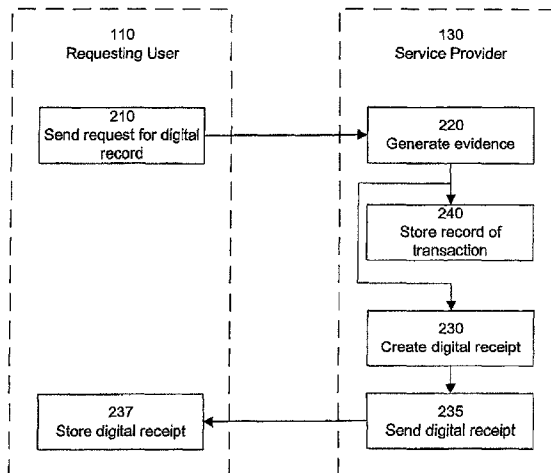 110
Requesting User
130
Service Provider
210
Send request for digital
record
220
Generate evidence
240
Store record of
transaction
230
Create digital receipt
237
Store digital receipt
235
Send digital receipt